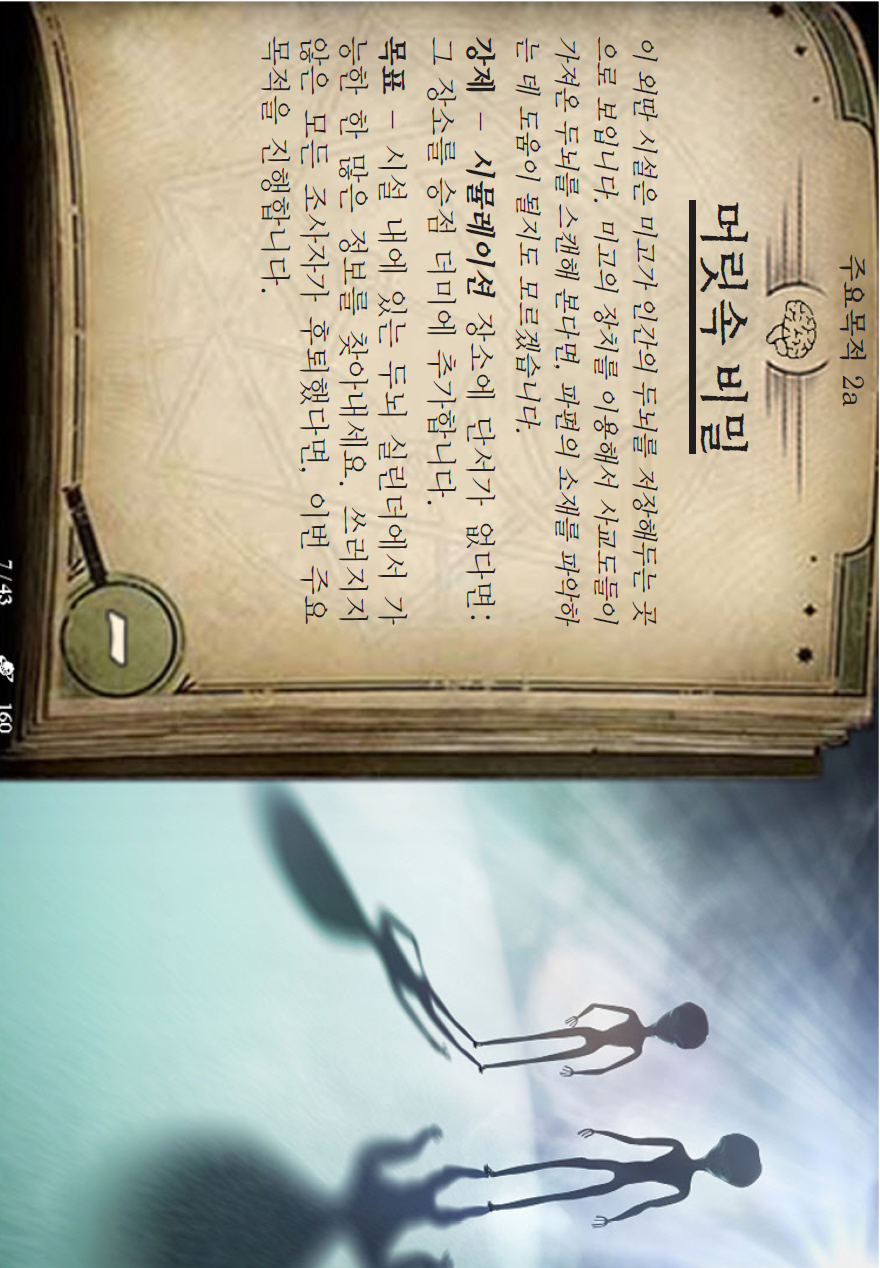 주요목적 2a
머릿속 비밀
이 외딴 시설은 미고가 인간의 두뇌를 저장해두는 곳
으로 보입니다. 미고의 장치를 이용해서 사교도들이
가져온 두뇌를 스캔해 본다면, 파편의 소재를 파악하
는 데 도움이 될지도 모르겠습니다.
강제 – 시뮬레이션 장소에 단서가 없다면:
그 장소를 승점 더미에 추가합니다.
목표 – 시설 내에 있는 두뇌 실린더에서 가
능한 한 많은 정보를 찾아내세요. 쓰러지지
않은 모든 조사자가 후퇴했다면, 이번 주요
목적을 진행합니다.
–
7/43 160